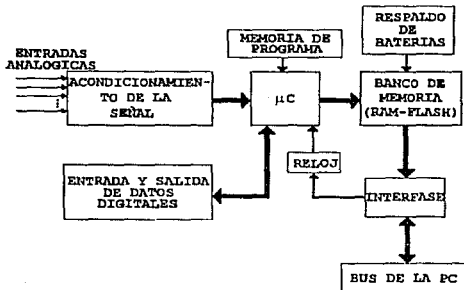 ENTRADAS
ANALOGICAS
ACONDICIONAMIEN-
TO DE LA
SEÑAL
MEMORIA DE
PROGRAMA
µC
RESPALDO
DE
BATERIAS
BANCO DE
MEMORIA
(RAM-FLASH)
RELOJ
ENTRADA Y SALIDA
DE DATOS
DIGITALES
INTERFASE
BUS DE LA PC